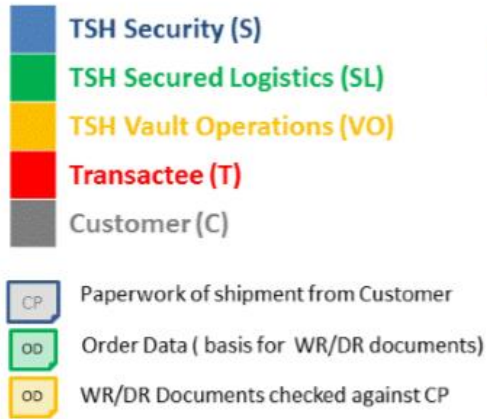 TSH Security (S)
TSH Secured Logistics (SL)
TSH Vault Operations (VO)
Transactee (T)
Customer (C)
CP Paperwork of shipment from Customer
OD Order Data ( basis for WR/DR documents)
OD WR/DR Documents checked against CP